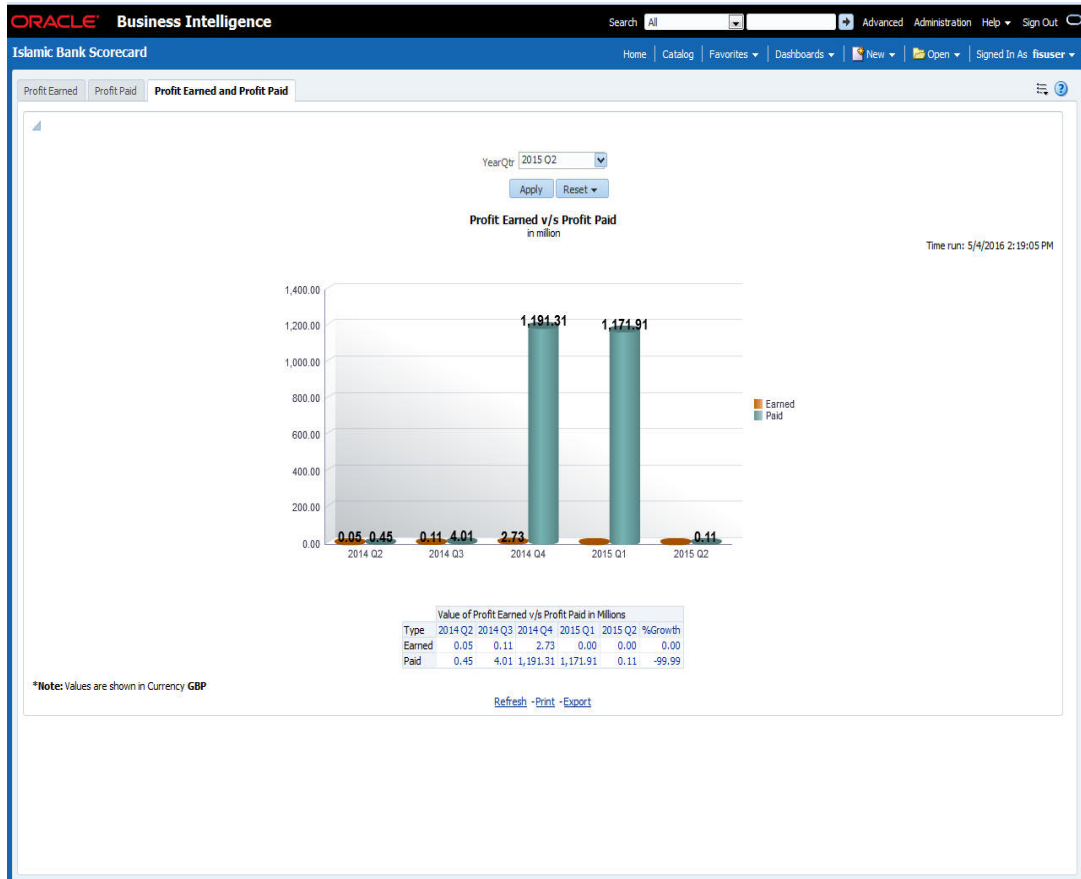 ORACLE Business Intelligence Search All Advanced Administration Help Sign Out
Islamic Bank Scorecard Home Catalog Favorites Dashboards New Open Signed In As fisuser
Profit Earned Profit Paid Profit Earned and Profit Paid
YearQtr 2015 Q2
Apply Reset
Profit Earned v/s Profit Paid
in million
Time run: 5/4/2016 2:19:05 PM
1,400.00
1,200.00
1,000.00
800.00
600.00
400.00
200.00
0.00
1,191.31 1,171.91
0.05 0.45 0.11 4.01 2.73 0.11
2014 Q2 2014 Q3 2014 Q4 2015 Q1 2015 Q2
Earned
Paid
Value of Profit Earned v/s Profit Paid in Millions
Type 2014 Q2 2014 Q3 2014 Q4 2015 Q1 2015 Q2 %Growth
Earned 0.05 0.11 2.73 0.00 0.00 0.00
Paid 0.45 4.01 1,191.31 1,171.91 0.11 -99.99
*Note: Values are shown in Currency GBP
Refresh - Print - Export